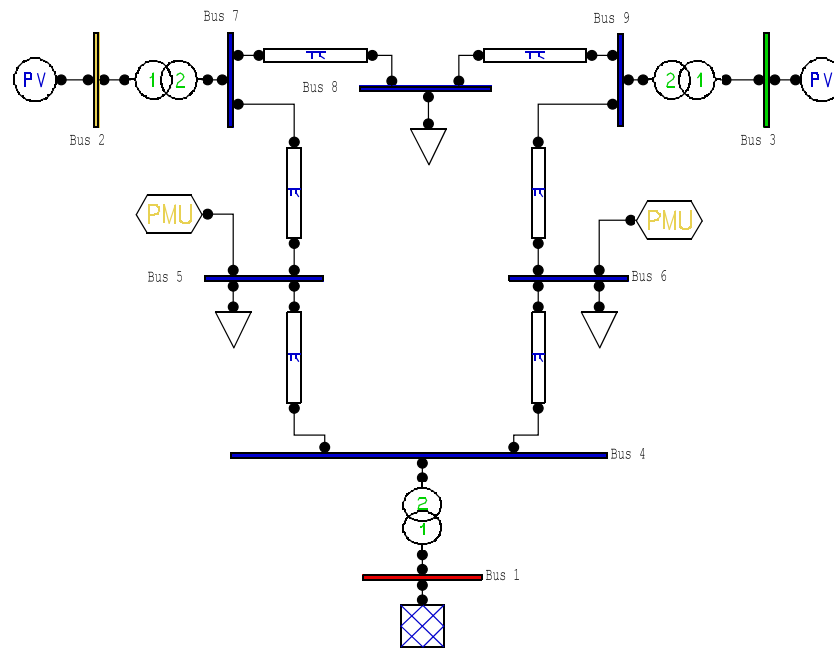 Bus 7
Bus 9
π
π
PV
1 2
Bus 8
2 1
PV
Bus 2
Bus 3
π
π
PMU
PMU
Bus 5
Bus 6
π
π
Bus 4
2
1
Bus 1